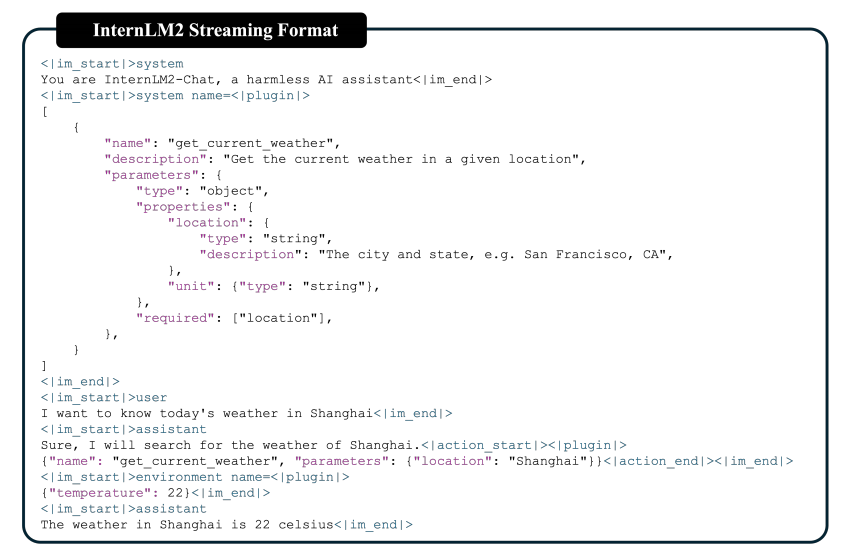 InternLM2 Streaming Format
<|im_start|>system
You are InternLM2-Chat, a harmless AI assistant<|im_end|>
<|im_start|>system name=<|plugin|>
[
    {
        "name": "get_current_weather",
        "description": "Get the current weather in a given location",
        "parameters": {
            "type": "object",
            "properties": {
                "location": {
                    "type": "string",
                    "description": "The city and state, e.g. San Francisco, CA",
                },
                "unit": {"type": "string"},
            },
            "required": ["location"],
        },
    }
]
<|im_end|>
<|im_start|>user
I want to know today's weather in Shanghai<|im_end|>
<|im_start|>assistant
Sure, I will search for the weather of Shanghai.<|action_start|><|plugin|>
{"name": "get_current_weather", "parameters": {"location": "Shanghai"}}<|action_end|><|im_end|>
<|im_start|>environment name=<|plugin|>
{"temperature": 22}<|im_end|>
<|im_start|>assistant
The weather in Shanghai is 22 celsius<|im_end|>